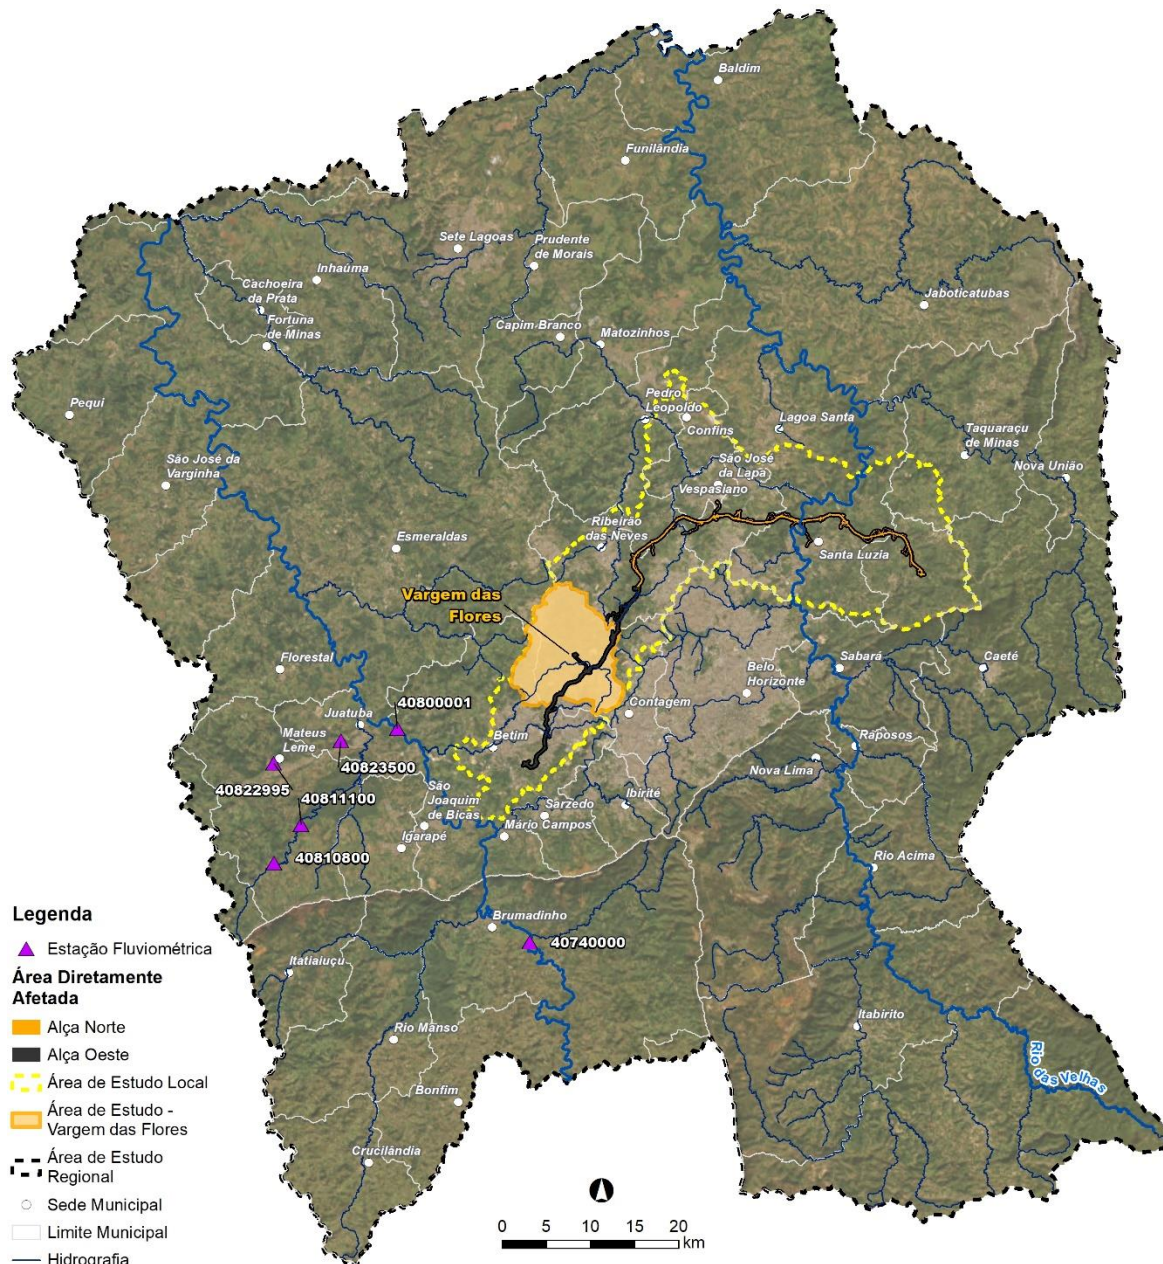 Baldim
Funilândia
Sete Lagoas
Prudente
de Morais
Inhaúma
Cachoeira
da Prata
Fortuna
de Minas
Jaboticatubas
Capim Branco
Matozinhos
Pequi
Pedro
Leopoldo
Confins
Lagoa Santa
Taquaraçu
de Minas
São José da
Varginha
São José
da Lapa
Nova União
Vespasiano
Ribeirão
das Neves
Esmeraldas
Santa Luzia
Vargem das
Flores
Florestal
Sabará
Caeté
Belo
Horizonte
40800001
Contagem
Juatuba
Mateus
Leme
Betim
Raposos
40823500
Nova Lima
40822995
40811100
São
Joaquim
de Bicas
Ibirité
Sarzedo
Mário Campos
Igarapé
40810800
Rio Acima
Brumadinho
40740000
Itatiaiuçu
Rio Manso
Itabirito
Bonfim
Rio das Velhas
Crucilândia
Legenda
Estação Fluviométrica
Área Diretamente
Afetada
Alça Norte
Alça Oeste
Área de Estudo Local
Área de Estudo -
Vargem das Flores
Área de Estudo
Regional
Sede Municipal
Limite Municipal
Hidrografia
0 5 10 15 20
km